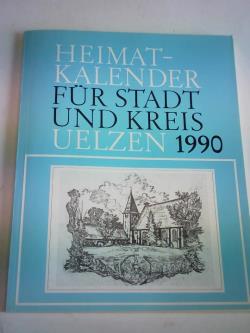 HEIMAT-
KALENDER
FÜR STADT
UND KREIS
UELZEN 1990